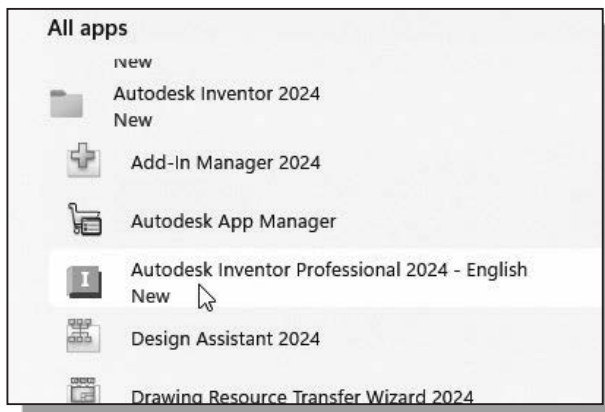 All apps
New
Autodesk Inventor 2024
New
Add-In Manager 2024
Autodesk App Manager
I
Autodesk Inventor Professional 2024 - English
New
Design Assistant 2024
Drawing Resource Transfer Wizard 2024